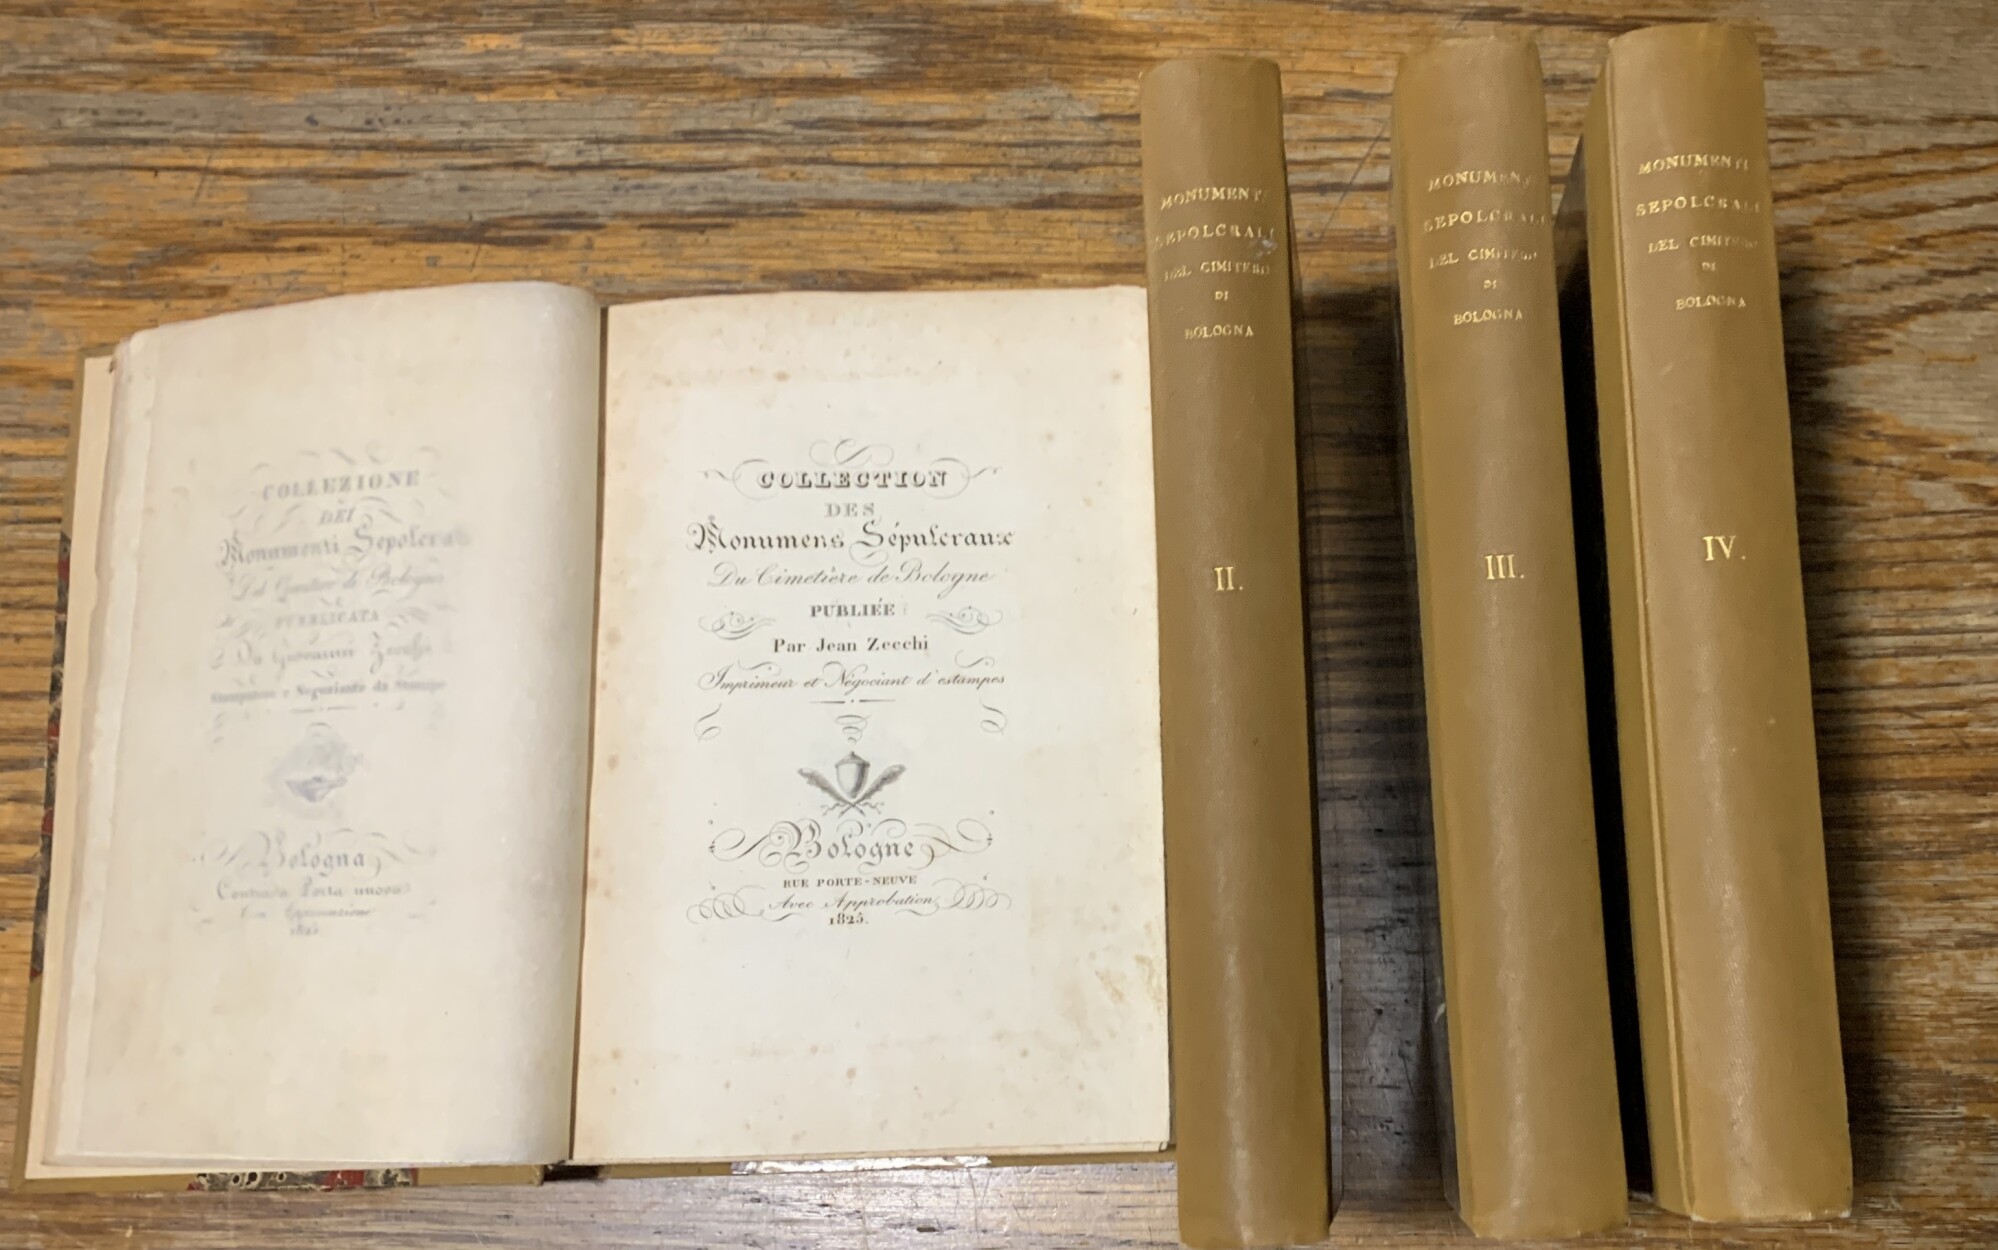 COLLEZIONE
DEI
Monumenti
Bologna
COLLECTION
DES
Monumens Sépulcraux
Du Cimetière de Bologne
PUBLIÉE
Par Jean Zecchi
Imprimeur et Négociant d'estampes
Bologne
RUE PORTE-NEUVE
Avec Approbation
1825.
MONUMENTI
SEPOLCRALI
DEL CIMITERO
DI
BOLOGNA
II.
MONUMENTI
SEPOLCRALI
DEL CIMITERO
DI
BOLOGNA
III.
MONUMENTI
SEPOLCRALI
DEL CIMITERO
DI
BOLOGNA
IV.